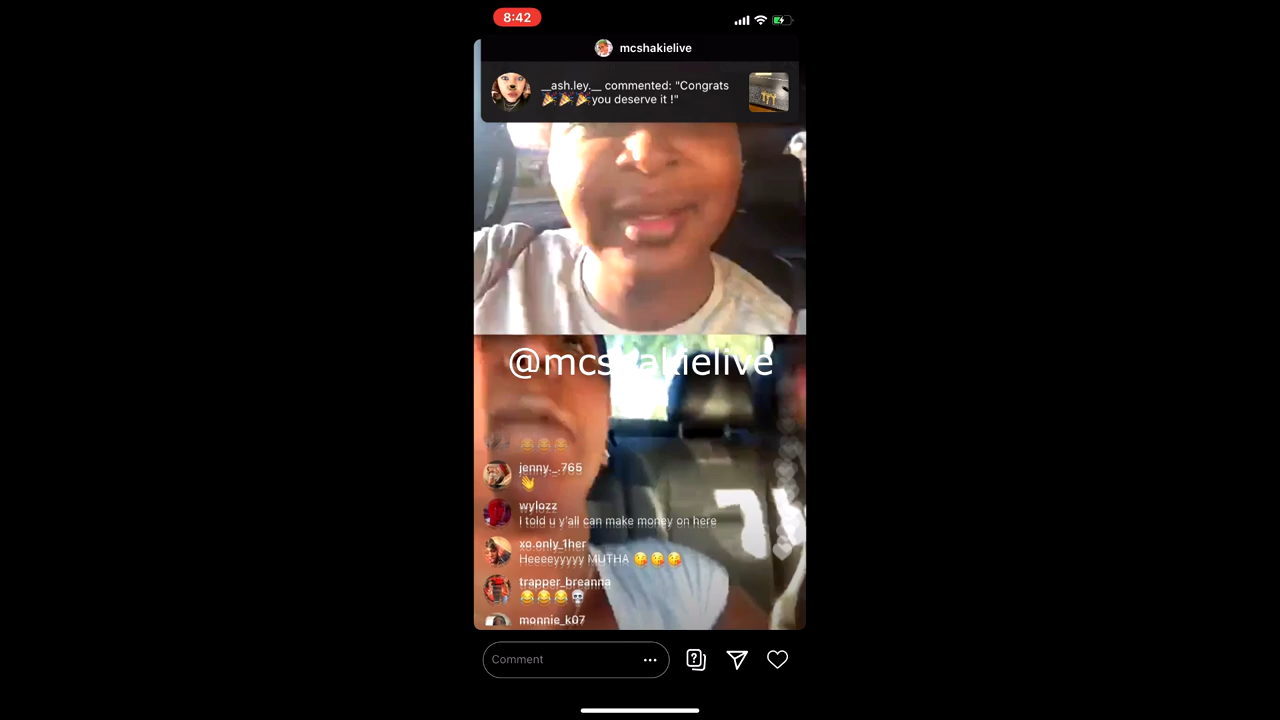 8:42
mcshakielive
__ash.ley.__ commented: "Congrats
🎉🎉🎉you deserve it !"
@mcshakielive
😂😂😂
jenny._.765
👋
wylozz
I told u y'all can make money on here
xo.only_1her
Heeeeyyyyy MUTHA 😘😘😘
trapper_breanna
😂😂😂💀
monnie_k07
Comment